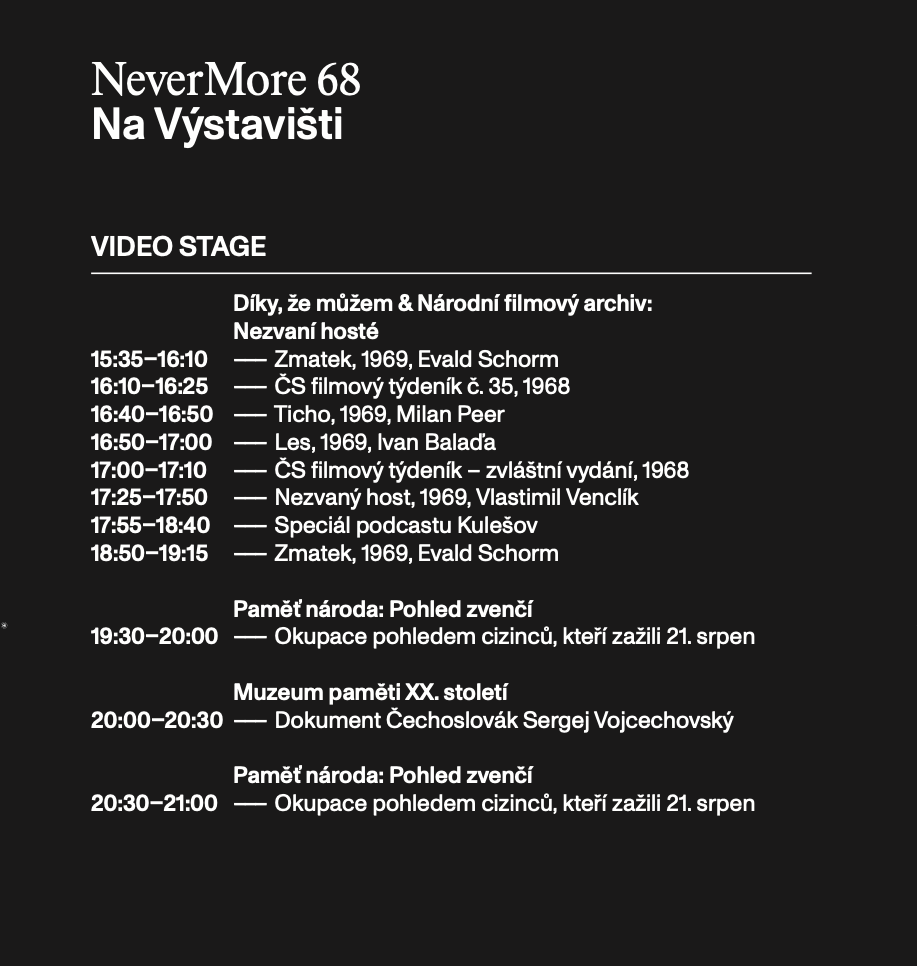 NeverMore 68
Na Výstavišti
VIDEO STAGE
Díky, že můžem & Národní filmový archiv:
Nezvaní hosté
15:35–16:10 — Zmatek, 1969, Evald Schorm
16:10–16:25 — ČS filmový týdeník č. 35, 1968
16:40–16:50 — Ticho, 1969, Milan Peer
16:50–17:00 — Les, 1969, Ivan Balaďa
17:00–17:10 — ČS filmový týdeník – zvláštní vydání, 1968
17:25–17:50 — Nezvaný host, 1969, Vlastimil Venclík
17:55–18:40 — Speciál podcastu Kulešov
18:50–19:15 — Zmatek, 1969, Evald Schorm
Paměť národa: Pohled zvenčí
19:30–20:00 — Okupace pohledem cizinců, kteří zažili 21. srpen
Muzeum paměti XX. století
20:00–20:30 — Dokument Čechoslovák Sergej Vojcechovský
Paměť národa: Pohled zvenčí
20:30–21:00 — Okupace pohledem cizinců, kteří zažili 21. srpen